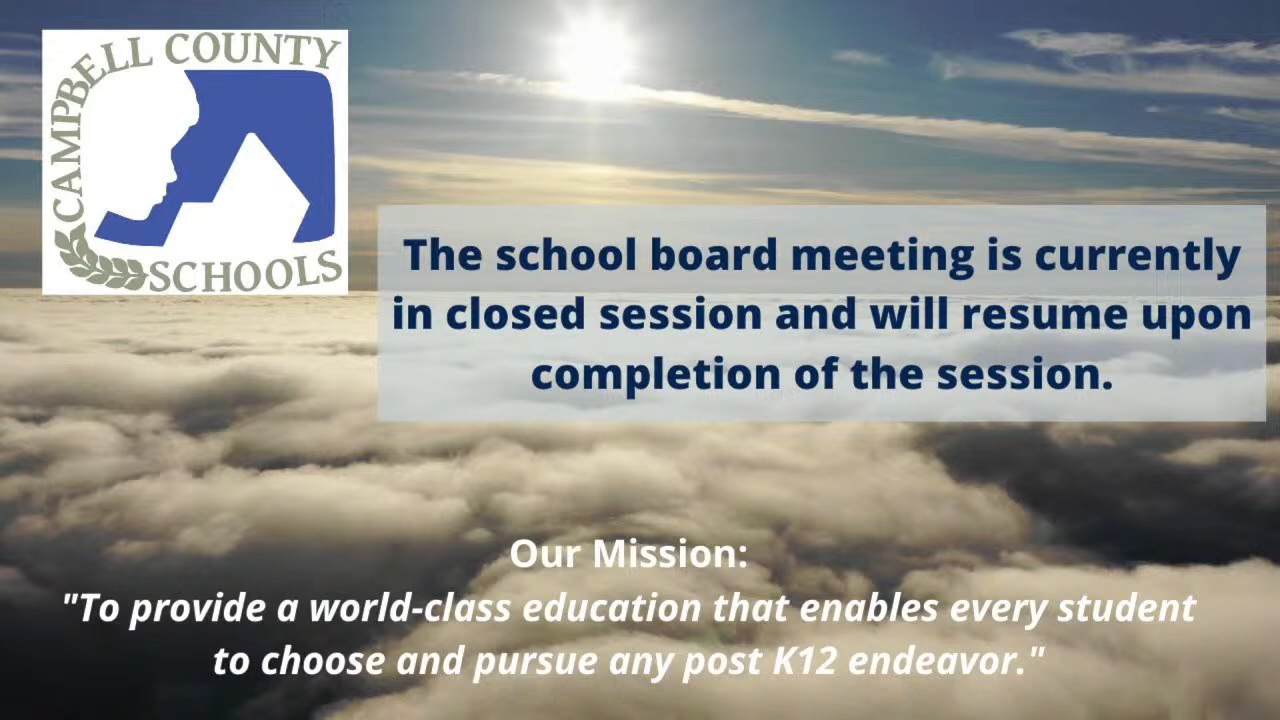 CAMPBELL COUNTY
SCHOOLS
The school board meeting is currently
in closed session and will resume upon
completion of the session.
Our Mission:
"To provide a world-class education that enables every student
to choose and pursue any post K12 endeavor."